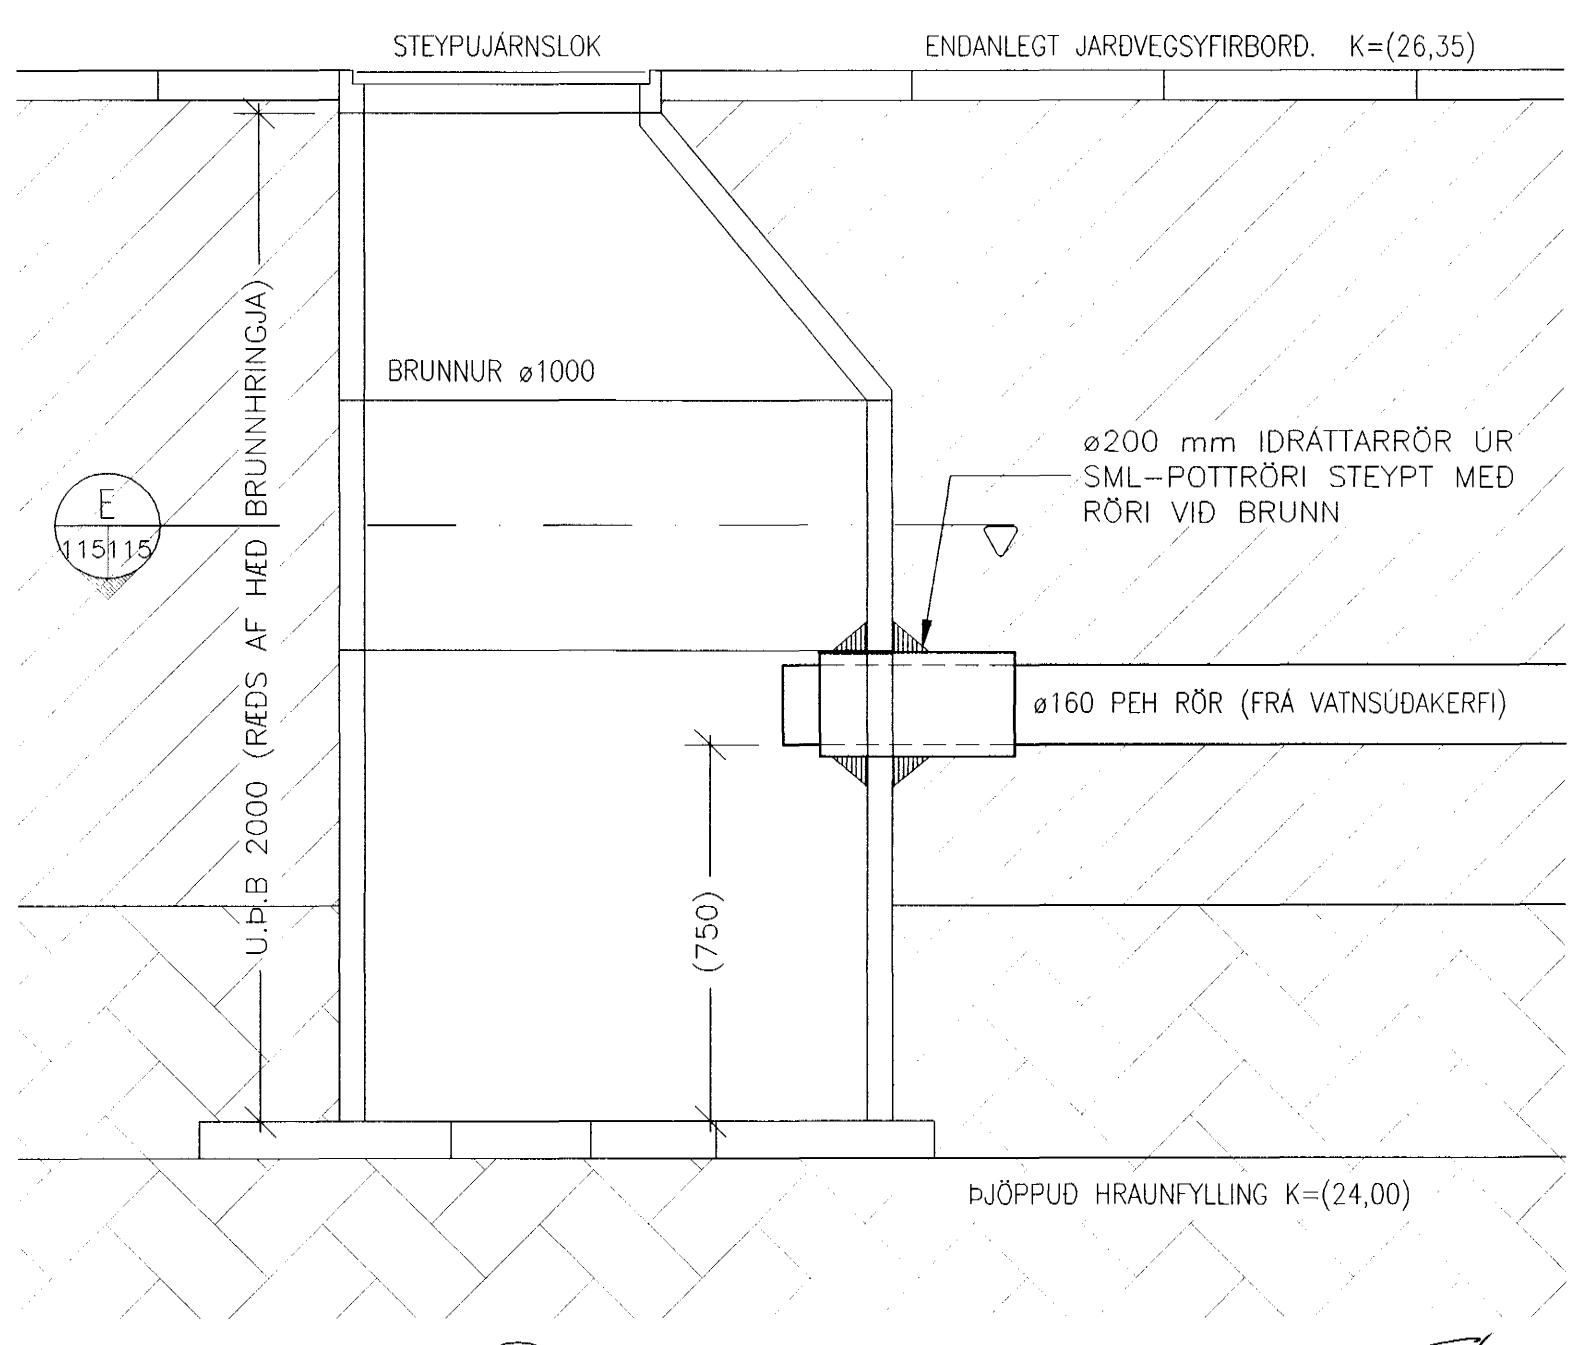 STEYPUJÁRNSLOK
ENDANLEGT JARÐVEGSYFIRBORÐ. K=(26,35)
BRUNNUR ø1000
ø200 mm IDRÁTTARRÖR ÚR
SML-POTTRÖRI STEYPT MEÐ
RÖRI VIÐ BRUNN
E
115 115
U.Þ.B 2000 (RÆÐS AF HÆÐ BRUNNHRINGJA)
ø160 PEH RÖR (FRÁ VATNSÚÐAKERFI)
(750)
ÞJÖPPUÐ HRAUNFYLLING K=(24,00)